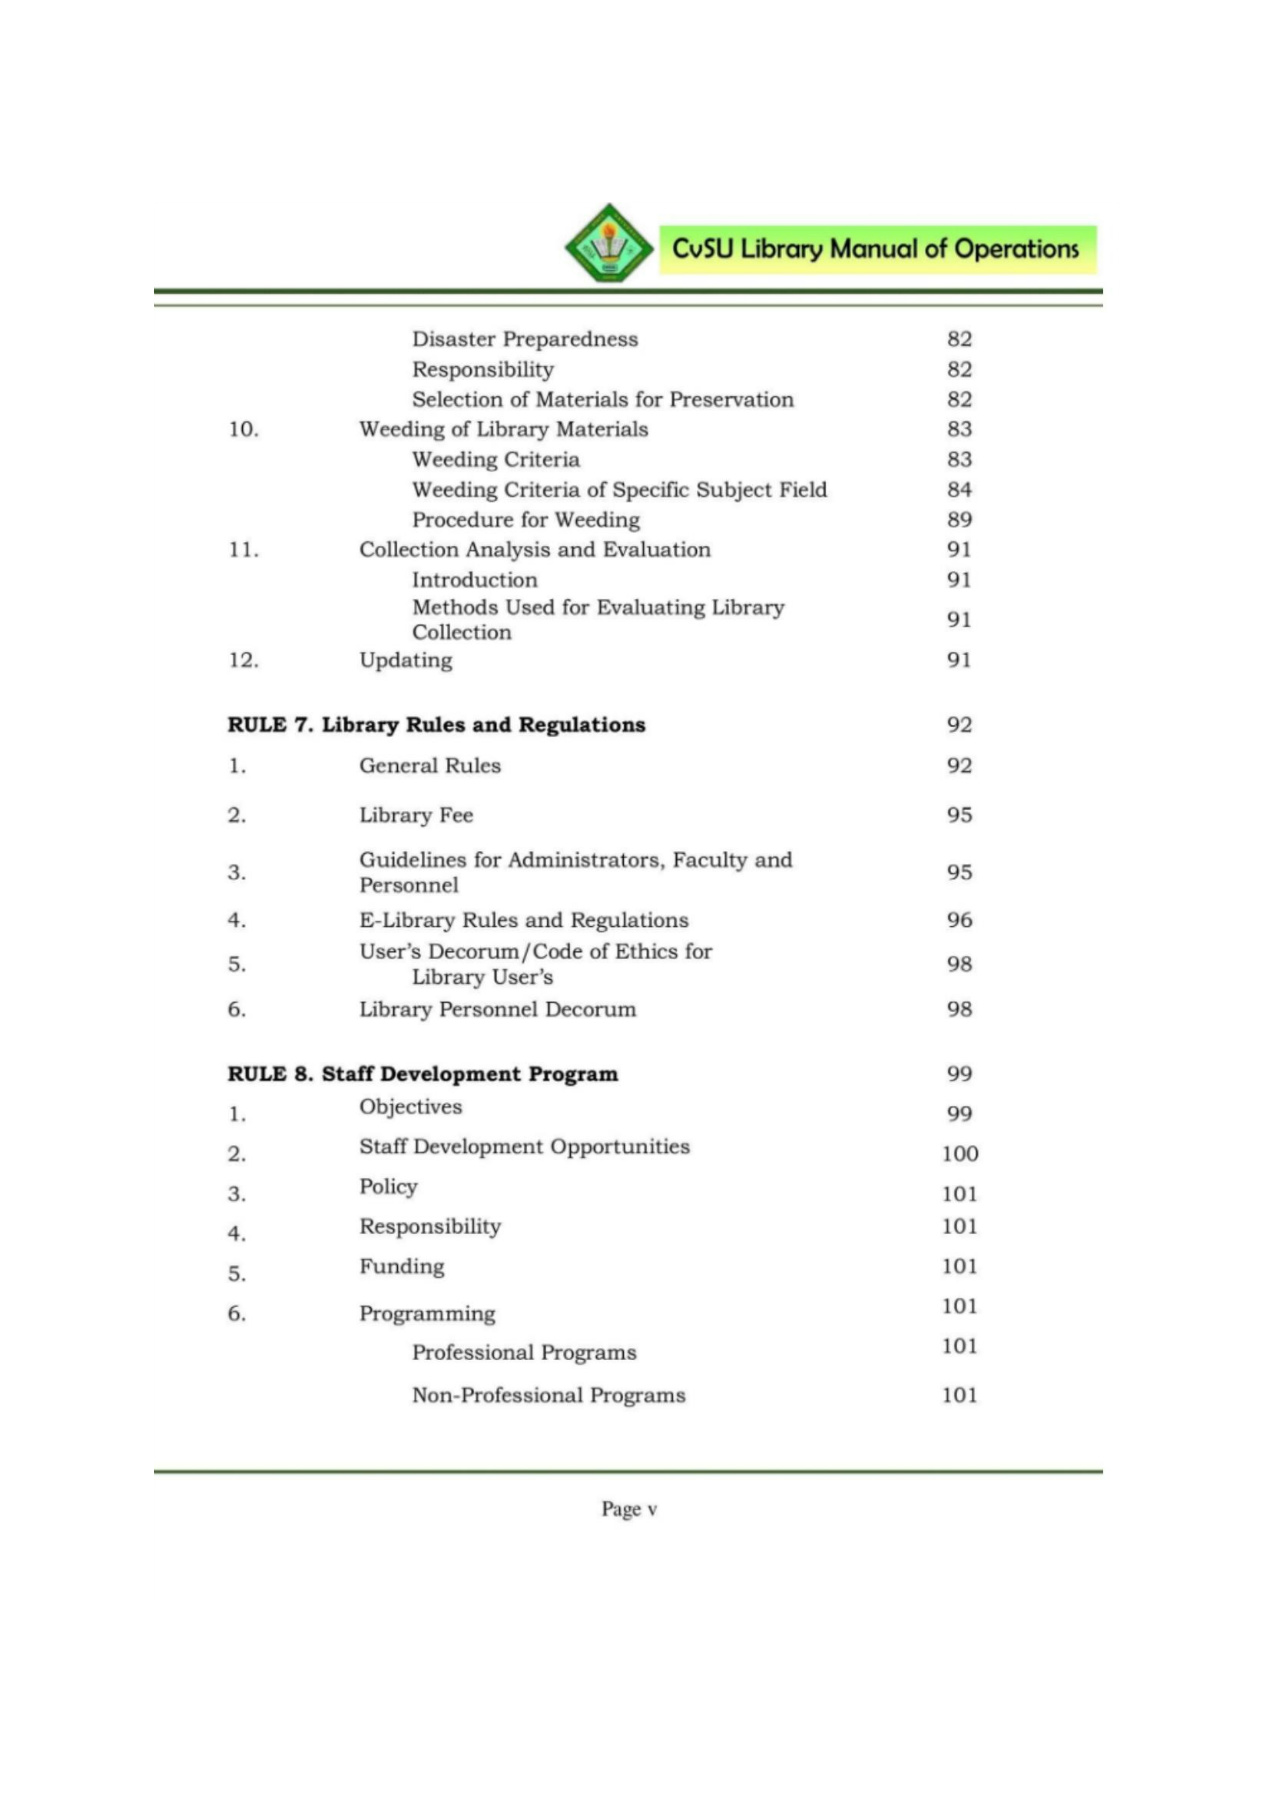 CvSU Library Manual of Operations
Disaster Preparedness 82
Responsibility 82
Selection of Materials for Preservation 82
10. Weeding of Library Materials 83
Weeding Criteria 83
Weeding Criteria of Specific Subject Field 84
Procedure for Weeding 89
11. Collection Analysis and Evaluation 91
Introduction 91
Methods Used for Evaluating Library
Collection 91
12. Updating 91
RULE 7. Library Rules and Regulations 92
1. General Rules 92
2. Library Fee 95
3. Guidelines for Administrators, Faculty and
Personnel 95
4. E-Library Rules and Regulations 96
5. User’s Decorum/Code of Ethics for
Library User’s 98
6. Library Personnel Decorum 98
RULE 8. Staff Development Program 99
1. Objectives 99
2. Staff Development Opportunities 100
3. Policy 101
4. Responsibility 101
5. Funding 101
6. Programming 101
Professional Programs 101
Non-Professional Programs 101
Page v